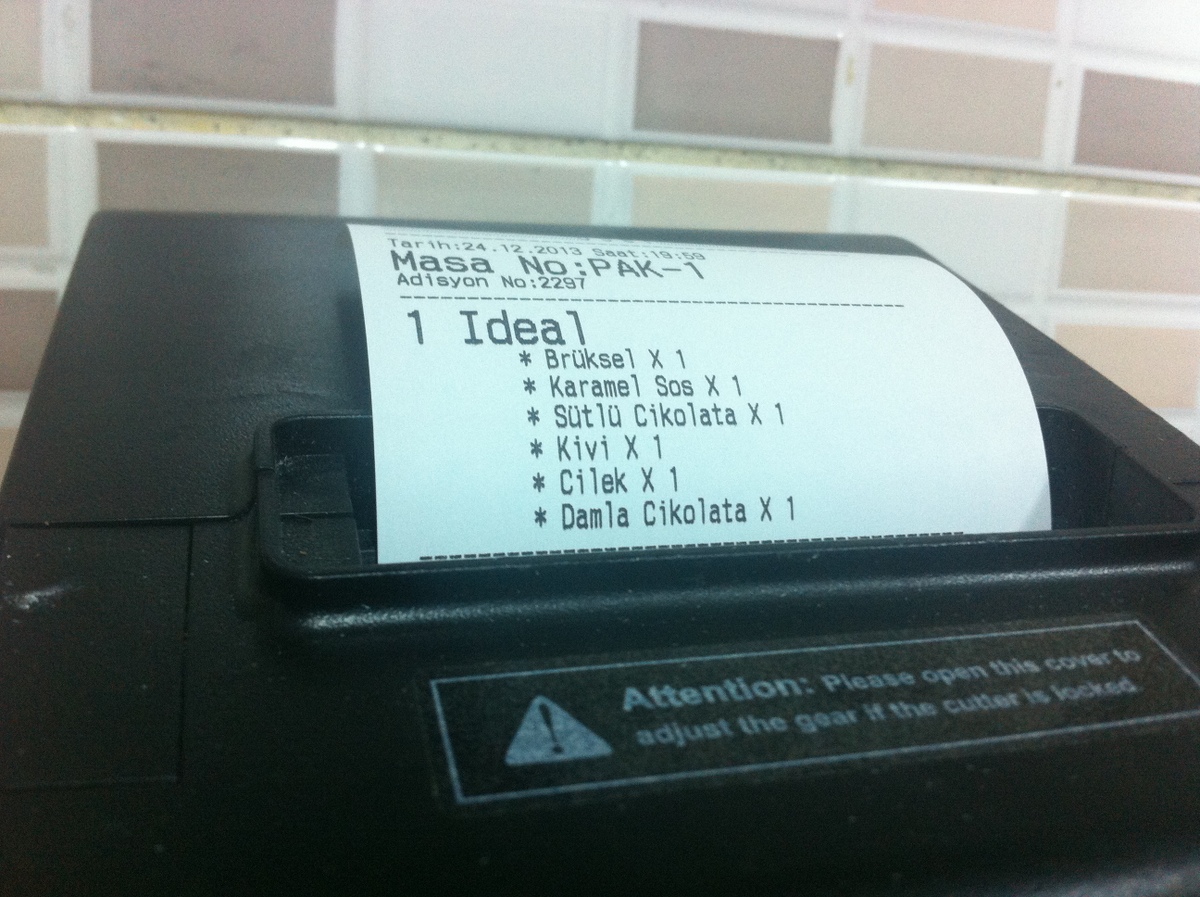 Tarih:24.12.2013 Saat:19:59
Masa No:PAK-1
Adisyon No:2297
1 Ideal
* Brüksel X 1
* Karamel Sos X 1
* Sütlü Cikolata X 1
* Kivi X 1
* Cilek X 1
* Damla Cikolata X 1
Attention: Please open this cover to
adjust the gear if the cutter is locked.